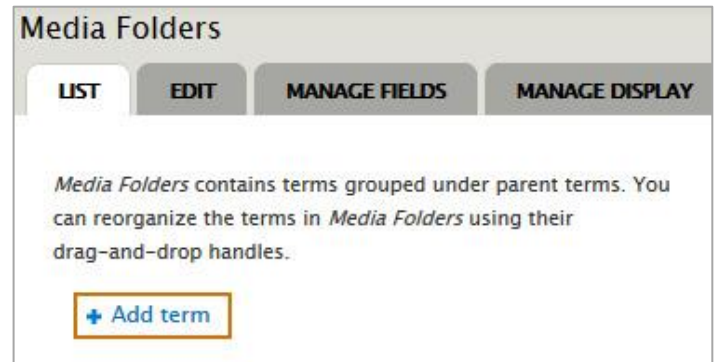 Media Folders
LIST EDIT MANAGE FIELDS MANAGE DISPLAY
Media Folders contains terms grouped under parent terms. You
can reorganize the terms in Media Folders using their
drag-and-drop handles.
+ Add term